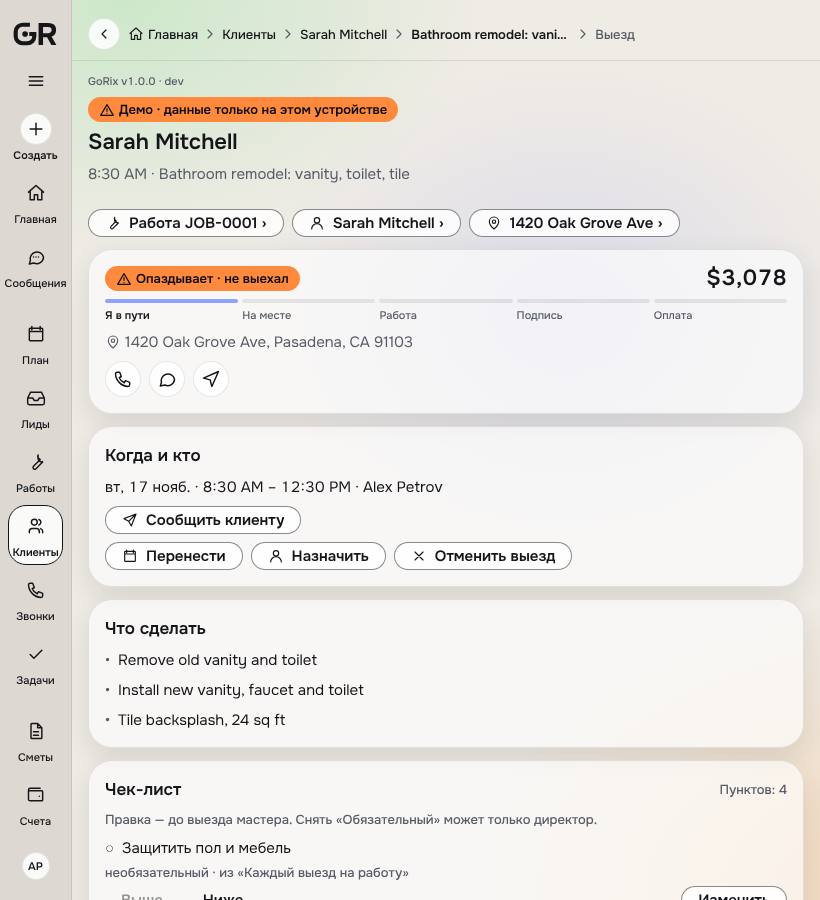 GR
Главная
Клиенты
Sarah Mitchell
Bathroom remodel: vani...
Выезд
GoRix v1.0.0 · dev
Демо · данные только на этом устройстве
Sarah Mitchell
8:30 AM · Bathroom remodel: vanity, toilet, tile
Работа JOB-0001 ›
Sarah Mitchell ›
1420 Oak Grove Ave ›
Опаздывает · не выехал
$3,078
Я в пути
На месте
Работа
Подпись
Оплата
1420 Oak Grove Ave, Pasadena, CA 91103
Когда и кто
вт, 17 нояб. · 8:30 AM – 12:30 PM · Alex Petrov
Сообщить клиенту
Перенести
Назначить
Отменить выезд
Что сделать
• Remove old vanity and toilet
• Install new vanity, faucet and toilet
• Tile backsplash, 24 sq ft
Чек-лист
Пунктов: 4
Правка — до выезда мастера. Снять «Обязательный» может только директор.
○ Защитить пол и мебель
необязательный · из «Каждый выезд на работу»
Выше
Ниже
Изменить
Создать
Главная
Сообщения
План
Лиды
Работы
Клиенты
Звонки
Задачи
Сметы
Счета
AP